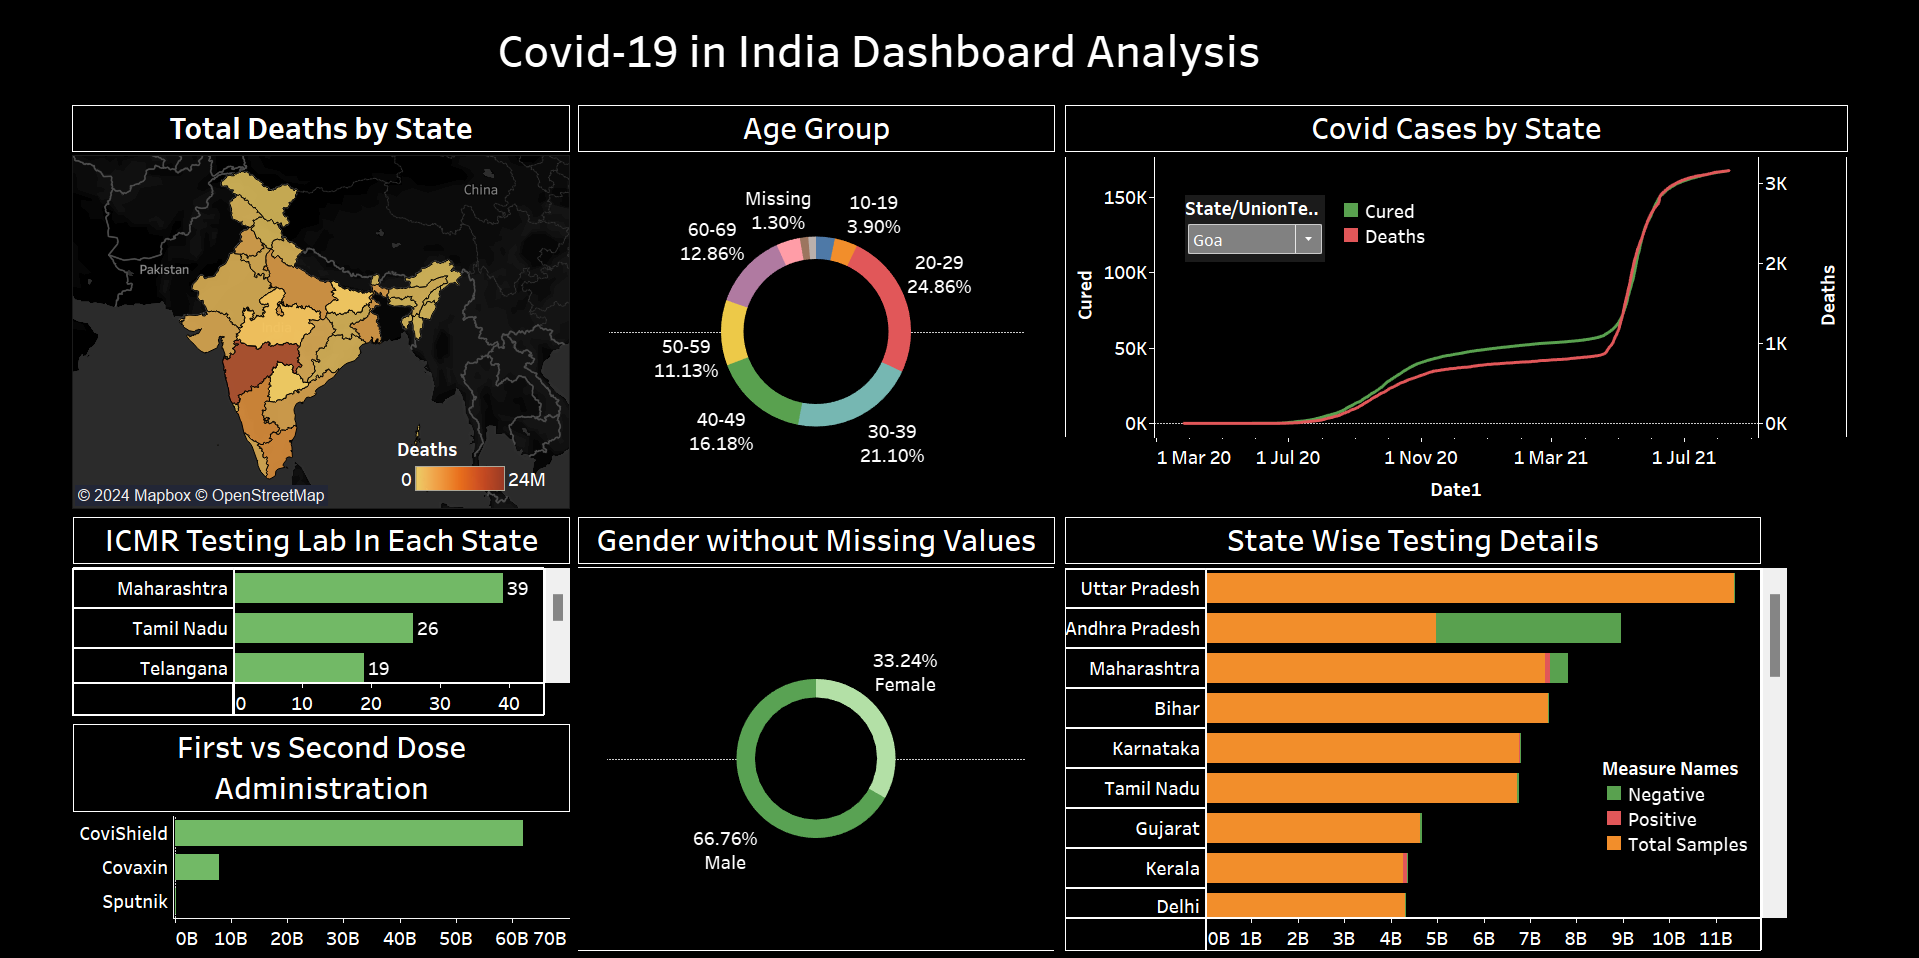 Covid-19 in India Dashboard Analysis
Total Deaths by State
China
Pakistan
Deaths
0
24M
© 2024 Mapbox © OpenStreetMap
Age Group
Missing
1.30%
10-19
3.90%
60-69
12.86%
20-29
24.86%
50-59
11.13%
40-49
16.18%
30-39
21.10%
Covid Cases by State
150K
100K
50K
0K
Cured
State/UnionTe..
Goa
Cured
Deaths
3K
2K
1K
0K
Deaths
1 Mar 20
1 Jul 20
1 Nov 20
1 Mar 21
1 Jul 21
Date1
ICMR Testing Lab In Each State
Maharashtra
39
Tamil Nadu
26
Telangana
19
0
10
20
30
40
First vs Second Dose
Administration
CoviShield
Covaxin
Sputnik
0B
10B
20B
30B
40B
50B
60B
70B
Gender without Missing Values
33.24%
Female
66.76%
Male
State Wise Testing Details
Uttar Pradesh
Andhra Pradesh
Maharashtra
Bihar
Karnataka
Tamil Nadu
Gujarat
Kerala
Delhi
Measure Names
Negative
Positive
Total Samples
0B
1B
2B
3B
4B
5B
6B
7B
8B
9B
10B
11B